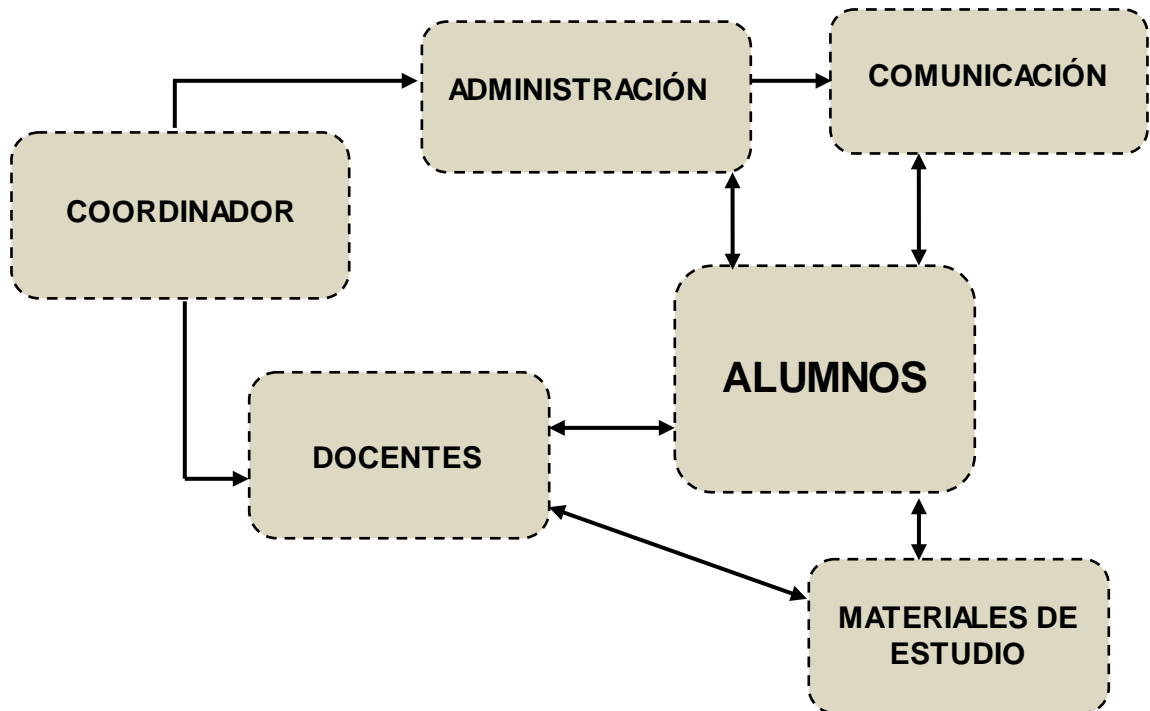 ADMINISTRACIÓN
COMUNICACIÓN
COORDINADOR
ALUMNOS
DOCENTES
MATERIALES DE
ESTUDIO